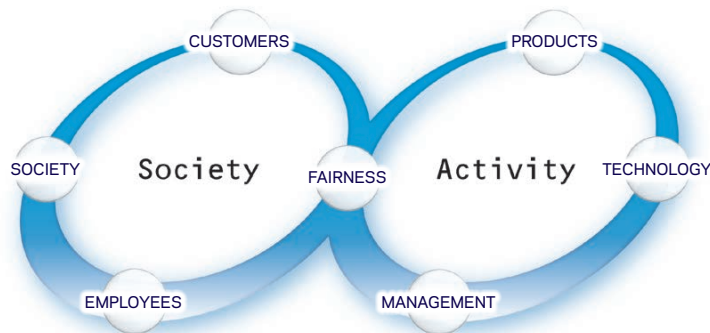 CUSTOMERS
PRODUCTS
SOCIETY
Society
FAIRNESS
Activity
TECHNOLOGY
EMPLOYEES
MANAGEMENT